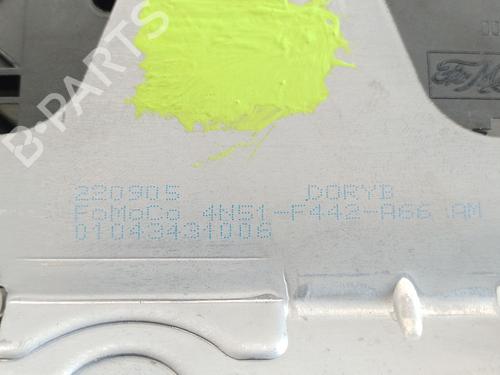 B-PARTS
220905 DORYB
FoMoCo 4N51-F442-A66 AM
01043431006